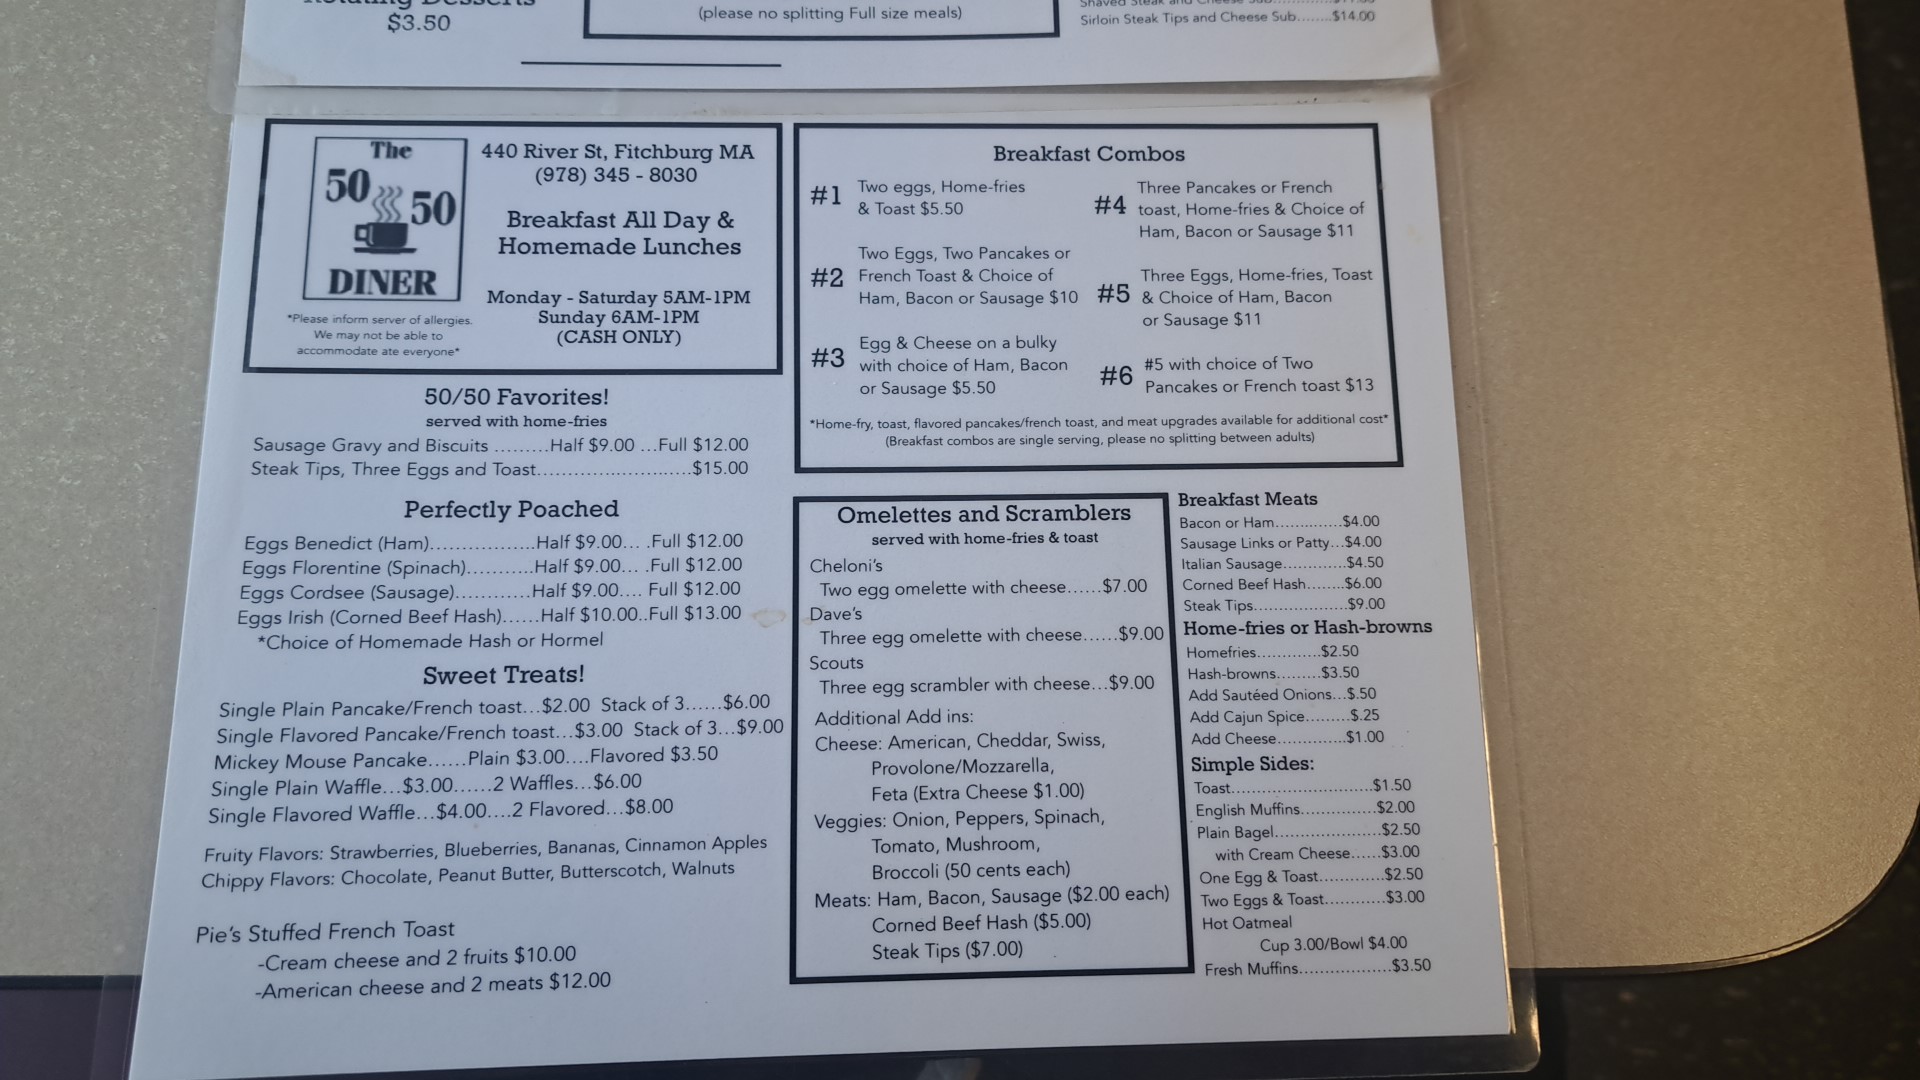 $3.50
(please no splitting Full size meals)
Sirloin Steak Tips and Cheese Sub........$14.00
The
50
50
DINER
*Please inform server of allergies.
We may not be able to
accommodate ate everyone*
440 River St, Fitchburg MA
(978) 345 - 8030
Breakfast All Day &
Homemade Lunches
Monday - Saturday 5AM-1PM
Sunday 6AM-1PM
(CASH ONLY)
50/50 Favorites!
served with home-fries
Sausage Gravy and Biscuits .........Half $9.00 ...Full $12.00
Steak Tips, Three Eggs and Toast.........................$15.00
Perfectly Poached
Eggs Benedict (Ham)................Half $9.00... .Full $12.00
Eggs Florentine (Spinach)..........Half $9.00... .Full $12.00
Eggs Cordsee (Sausage)...........Half $9.00.... Full $12.00
Eggs Irish (Corned Beef Hash)......Half $10.00..Full $13.00
*Choice of Homemade Hash or Hormel
Sweet Treats!
Single Plain Pancake/French toast...$2.00 Stack of 3......$6.00
Single Flavored Pancake/French toast...$3.00 Stack of 3...$9.00
Mickey Mouse Pancake......Plain $3.00....Flavored $3.50
Single Plain Waffle...$3.00......2 Waffles...$6.00
Single Flavored Waffle...$4.00....2 Flavored...$8.00
Fruity Flavors: Strawberries, Blueberries, Bananas, Cinnamon Apples
Chippy Flavors: Chocolate, Peanut Butter, Butterscotch, Walnuts
Pie's Stuffed French Toast
-Cream cheese and 2 fruits $10.00
-American cheese and 2 meats $12.00
Breakfast Combos
#1 Two eggs, Home-fries
& Toast $5.50
#2 Two Eggs, Two Pancakes or
French Toast & Choice of
Ham, Bacon or Sausage $10
#3 Egg & Cheese on a bulky
with choice of Ham, Bacon
or Sausage $5.50
#4 Three Pancakes or French
toast, Home-fries & Choice of
Ham, Bacon or Sausage $11
#5 Three Eggs, Home-fries, Toast
& Choice of Ham, Bacon
or Sausage $11
#6 #5 with choice of Two
Pancakes or French toast $13
*Home-fry, toast, flavored pancakes/french toast, and meat upgrades available for additional cost*
(Breakfast combos are single serving, please no splitting between adults)
Omelettes and Scramblers
served with home-fries & toast
Cheloni's
Two egg omelette with cheese......$7.00
Dave's
Three egg omelette with cheese......$9.00
Scouts
Three egg scrambler with cheese...$9.00
Additional Add ins:
Cheese: American, Cheddar, Swiss,
Provolone/Mozzarella,
Feta (Extra Cheese $1.00)
Veggies: Onion, Peppers, Spinach,
Tomato, Mushroom,
Broccoli (50 cents each)
Meats: Ham, Bacon, Sausage ($2.00 each)
Corned Beef Hash ($5.00)
Steak Tips ($7.00)
Breakfast Meats
Bacon or Ham..............$4.00
Sausage Links or Patty...$4.00
Italian Sausage.............$4.50
Corned Beef Hash........$6.00
Steak Tips....................$9.00
Home-fries or Hash-browns
Homefries.............$2.50
Hash-browns.........$3.50
Add Sautéed Onions...$.50
Add Cajun Spice.........$.25
Add Cheese..............$1.00
Simple Sides:
Toast............................$1.50
English Muffins...............$2.00
Plain Bagel.....................$2.50
with Cream Cheese......$3.00
One Egg & Toast.............$2.50
Two Eggs & Toast............$3.00
Hot Oatmeal
Cup 3.00/Bowl $4.00
Fresh Muffins..................$3.50